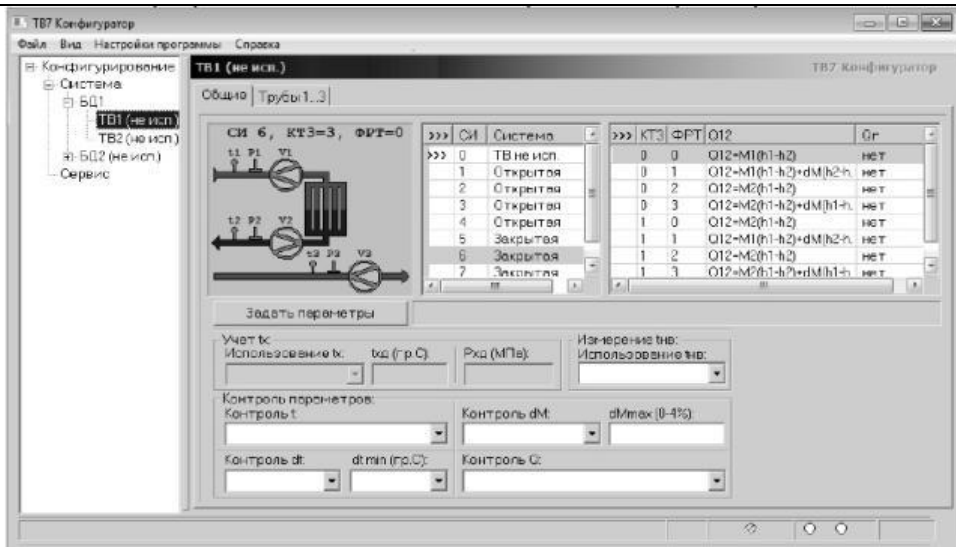 ТВ7 Конфигуратор
Файл Вид Настройки программы Справка
Конфигурирование
Система
БД1
ТВ1 (не исп.)
ТВ2 (не исп.)
БД2 (не исп.)
Сервис
ТВ1 (не исп.) ТВ7 Конфигуратор
Общие Трубы 1..3
СИ 6, КТ3=3, ФРТ=0
t1 P1 V1
t2 P2 V2
t3 P3 V3
>>> СИ Система
>>> 0 ТВ не исп.
1 Открытая
2 Открытая
3 Открытая
4 Открытая
5 Закрытая
6 Закрытая
7 Закрытая
>>> КТ3 ФРТ Q12 Qг
0 0 Q12=M1(h1-h2) нет
0 1 Q12=M1(h1-h2)+dM(h2-h. нет
0 2 Q12=M2(h1-h2) нет
0 3 Q12=M2(h1-h2)+dM(h1-h. нет
1 0 Q12=M1(h1-h2) нет
1 1 Q12=M1(h1-h2)+dM(h2-h. нет
1 2 Q12=M2(h1-h2) нет
1 3 Q12=M2(h1-h2)+dM(h1-h. нет
Задать параметры
Учет tx:
Использование tx: txд (гр.С): Pхд (МПа):
Измерение tнв:
Использование tнв:
Контроль параметров:
Контроль t: Контроль dM: dMmax (0-4%):
Контроль dt: dt min (гр.С): Контроль Q: